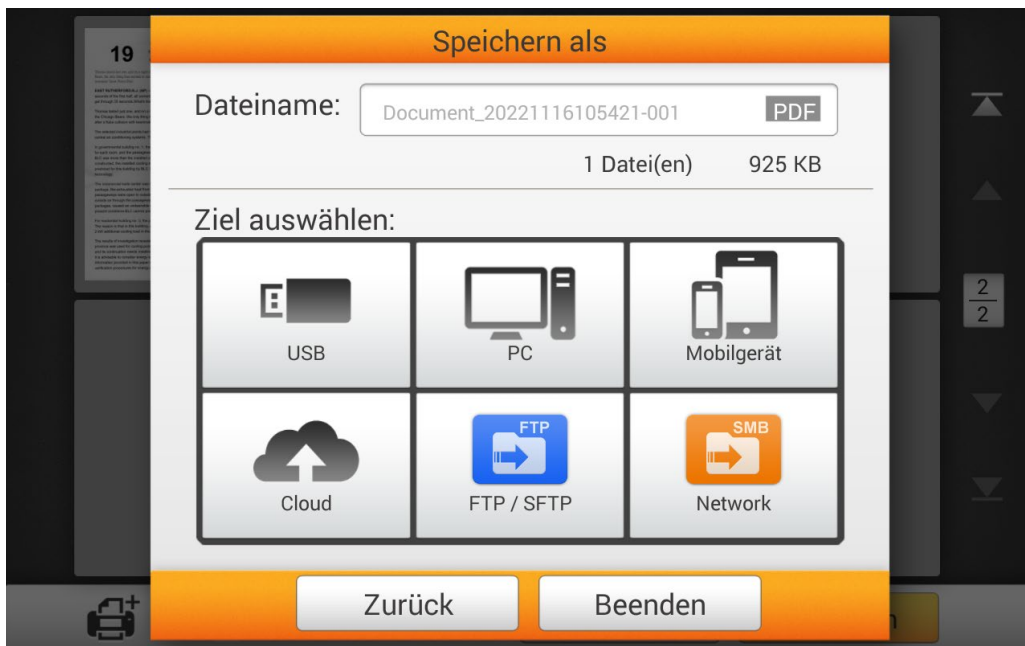 Speichern als
19
Dateiname:
Document_20221116105421-001
PDF
1 Datei(en) 925 KB
Ziel auswählen:
USB
PC
Mobilgerät
2
2
FTP
SMB
Cloud
FTP / SFTP
Network
Zurück
Beenden
n